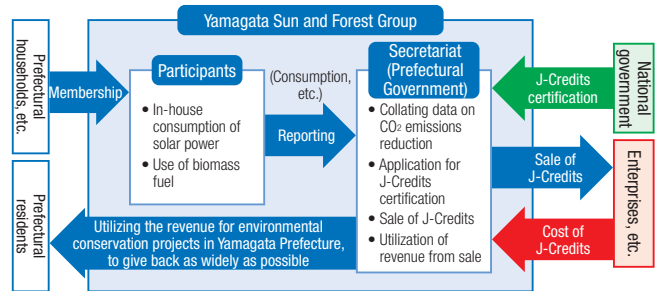 Yamagata Sun and Forest Group
Prefectural
households, etc.
Membership
Participants
• In-house
consumption of
solar power
• Use of biomass
fuel
(Consumption,
etc.)
Reporting
Secretariat
(Prefectural
Government)
• Collating data on
CO₂ emissions
reduction
• Application for
J-Credits
certification
• Sale of J-Credits
• Utilization of
revenue from sale
J-Credits
certification
National
government
Sale of
J-Credits
Enterprises, etc.
Cost of
J-Credits
Utilizing the revenue for environmental
conservation projects in Yamagata Prefecture,
to give back as widely as possible
Prefectural
residents